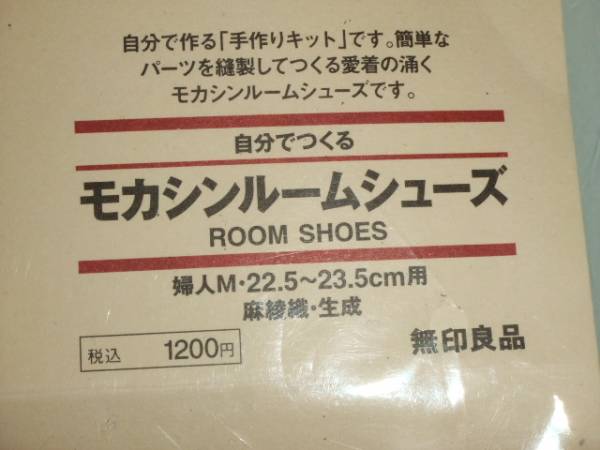 自分で作る「手作りキット」です。簡単な
パーツを縫製してつくる愛着の涌く
モカシンルームシューズです。
自分でつくる
モカシンルームシューズ
ROOM SHOES
婦人M・22.5〜23.5cm用
麻綾織・生成
税込 1200円
無印良品